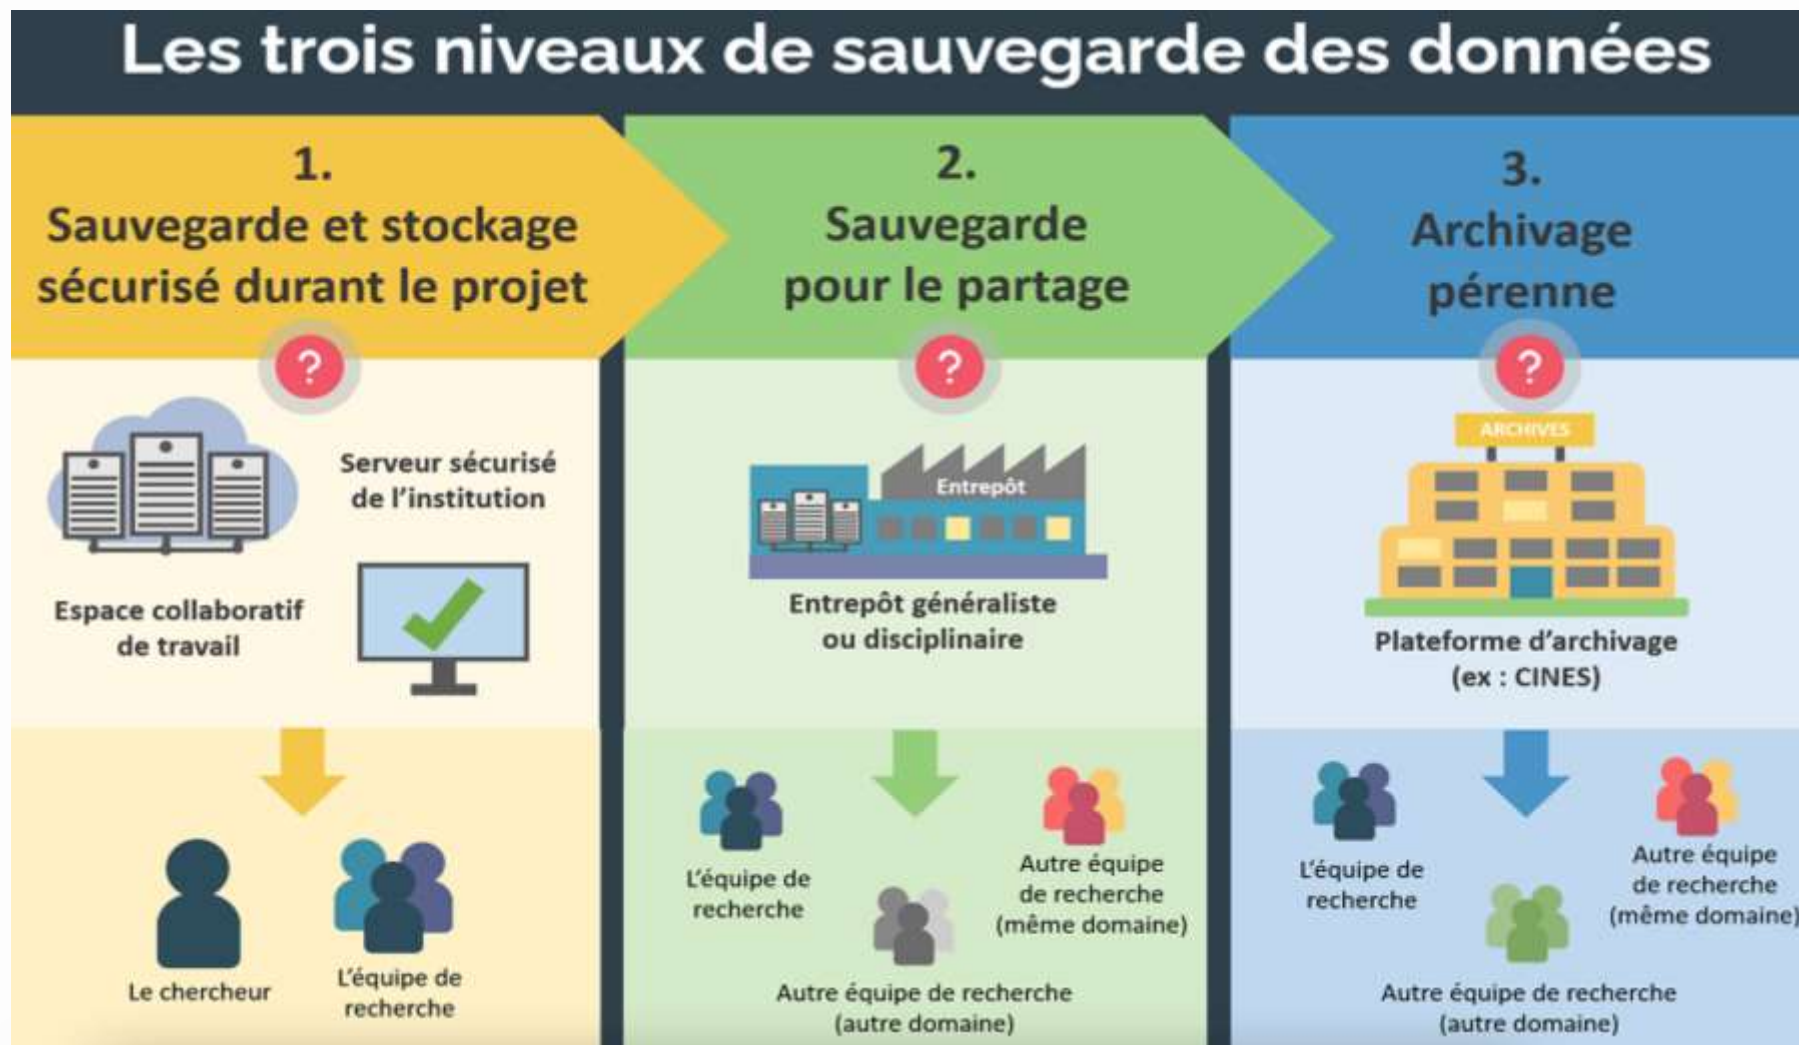 Les trois niveaux de sauvegarde des données
1.
Sauvegarde et stockage
sécurisé durant le projet
?
Serveur sécurisé
de l'institution
Espace collaboratif
de travail
Le chercheur
L'équipe de
recherche
2.
Sauvegarde
pour le partage
?
Entrepôt
Entrepôt généraliste
ou disciplinaire
L'équipe de
recherche
Autre équipe
de recherche
(même domaine)
Autre équipe de recherche
(autre domaine)
3.
Archivage
pérenne
?
ARCHIVES
Plateforme d'archivage
(ex : CINES)
L'équipe de
recherche
Autre équipe
de recherche
(même domaine)
Autre équipe de recherche
(autre domaine)